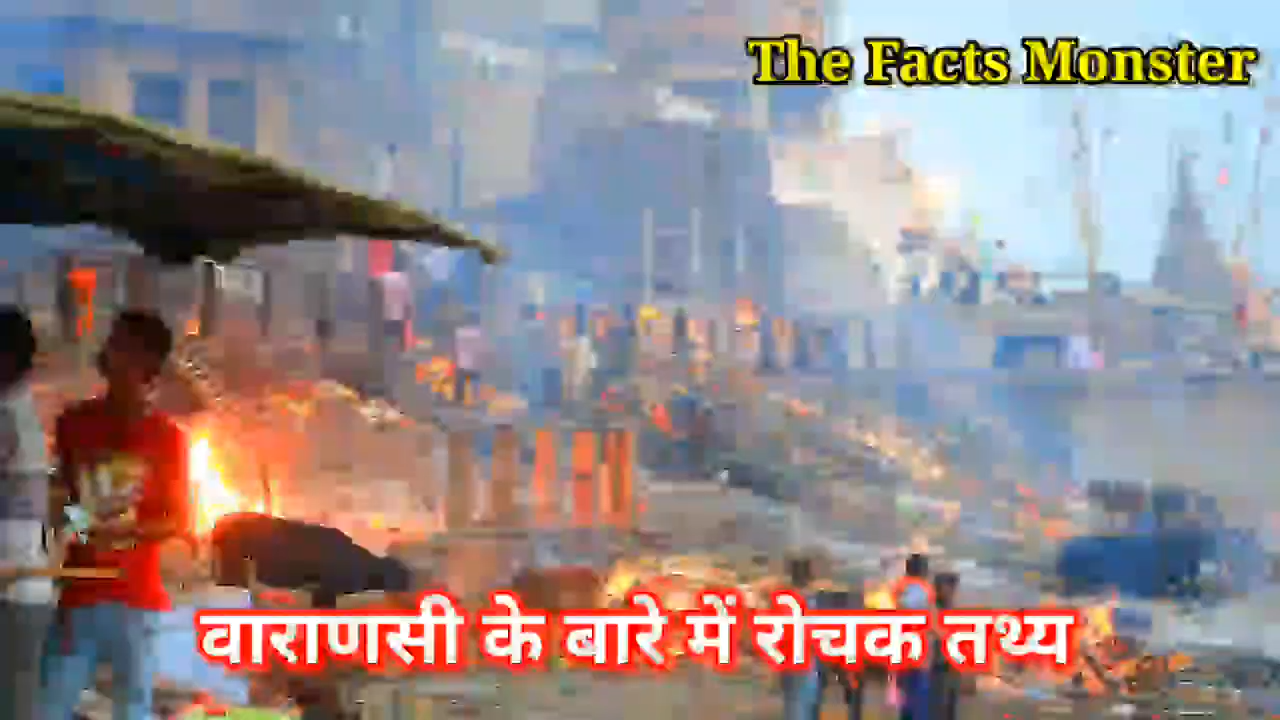 The Facts Monster
वाराणसी के बारे में रोचक तथ्य